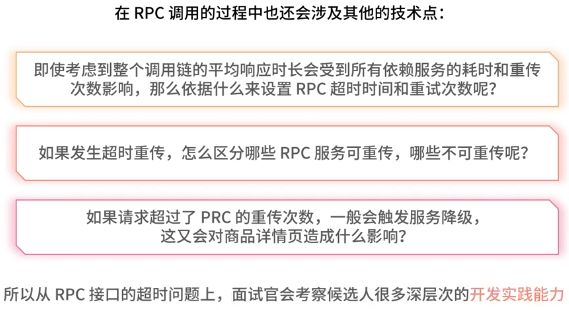 在 RPC 调用的过程中也还会涉及其他的技术点：
即使考虑到整个调用链的平均响应时长会受到所有依赖服务的耗时和重传
次数影响，那么依据什么来设置 RPC 超时时间和重试次数呢？
如果发生超时重传，怎么区分哪些 RPC 服务可重传，哪些不可重传呢？
如果请求超过了 PRC 的重传次数，一般会触发服务降级，
这又会对商品详情页造成什么影响？
所以从 RPC 接口的超时问题上，面试官会考察候选人很多深层次的开发实践能力